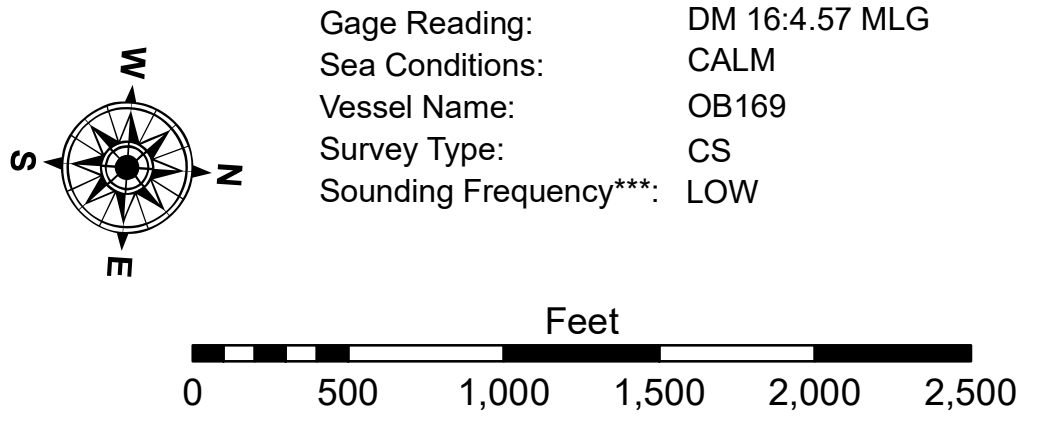 Gage Reading: DM 16:4.57 MLG
Sea Conditions: CALM
Vessel Name: OB169
Survey Type: CS
Sounding Frequency***: LOW
W
S N
E
Feet
0 500 1,000 1,500 2,000 2,500